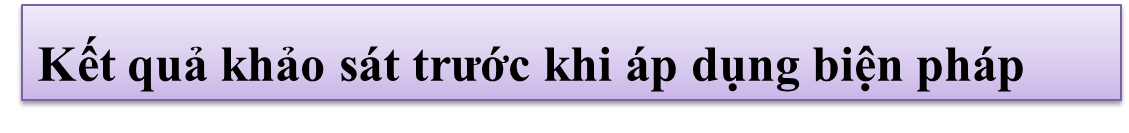 Kết quả khảo sát trước khi áp dụng biện pháp